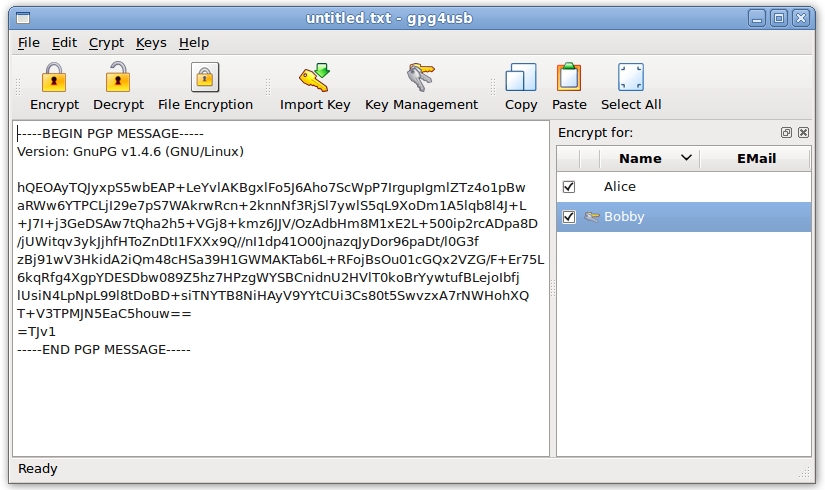 untitled.txt - gpg4usb
File Edit Crypt Keys Help
Encrypt Decrypt File Encryption Import Key Key Management Copy Paste Select All
-----BEGIN PGP MESSAGE-----
Version: GnuPG v1.4.6 (GNU/Linux)
hQEOAyTQJyxpS5wbEAP+LeYvlAKBgxlFo5J6Aho7ScWpP7IrgupIgmlZTz4o1pBw
aRWw6YTPCLjI29e7pS7WAkrwRcn+2knnNf3RjSl7ywlS5qL9XoDm1A5lqb8l4J+L
+J7I+j3GeDSAw7tQha2h5+VGj8+kmz6JJV/OzAdbHm8M1xE2L+500ip2rcADpa8D
/jUWitqv3ykJjhfHToZnDtI1FXXx9Q//nI1dp41O00jnazqJyDor96paDt/l0G3f
zBj91wV3HkidA2iQm48cHSa39H1GWMAKTab6L+RFojBsOu01cGQx2VZG/F+Er75L
6kqRfg4XgpYDESDbw089Z5hz7HPzgWYSBCnidnU2HVlT0koBrYywtufBLejoIbfj
lUsiN4LpNpL99l8tDoBD+siTNYTB8NiHAyV9YYtCUi3Cs80t5SwvzxA7rNWHohXQ
T+V3TPMJN5EaC5houw==
=TJv1
-----END PGP MESSAGE-----
Encrypt for:
Name EMail
Alice
Bobby
Ready